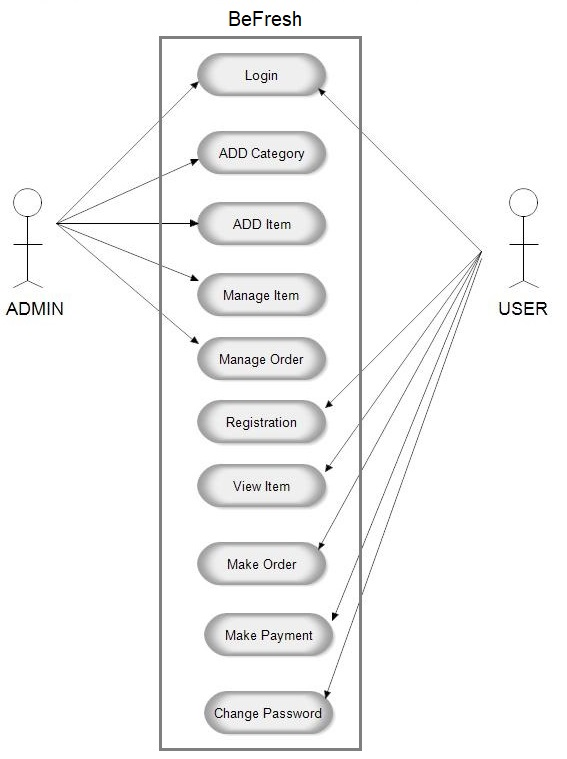 BeFresh
Login
ADD Category
ADD Item
Manage Item
ADMIN
USER
Manage Order
Registration
View Item
Make Order
Make Payment
Change Password